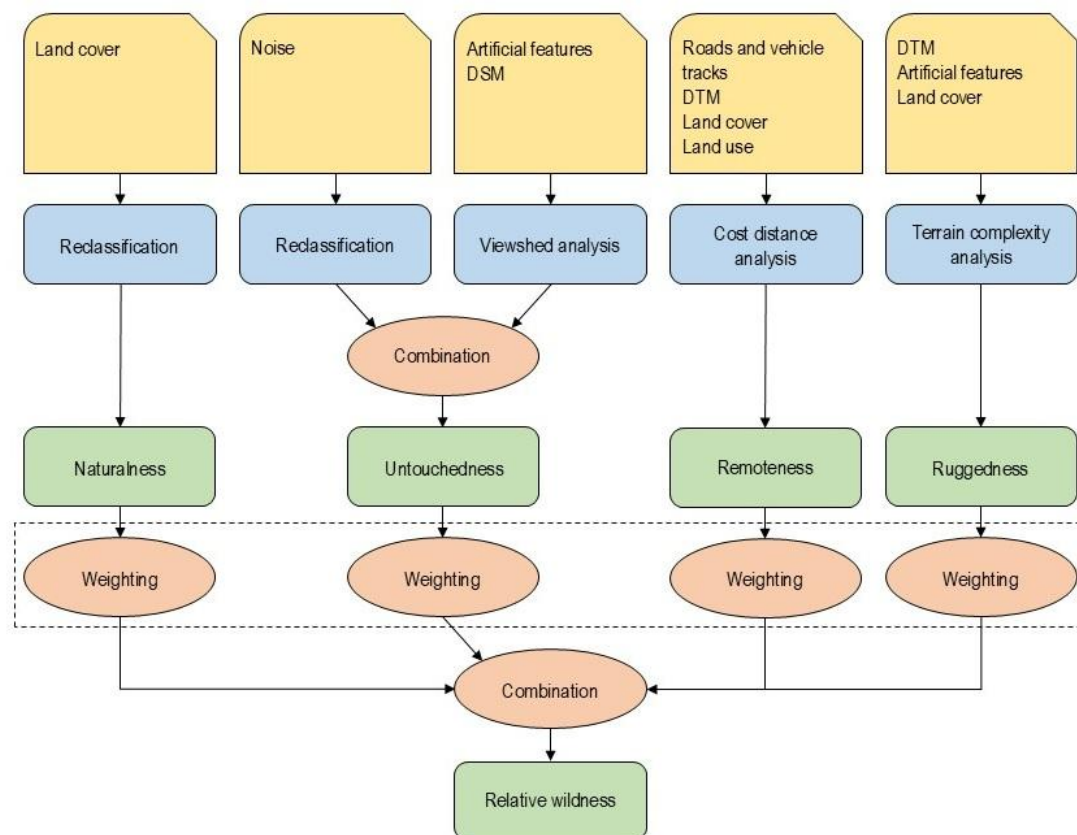 Land cover
Noise
Artificial features
DSM
Roads and vehicle
tracks
DTM
Land cover
Land use
DTM
Artificial features
Land cover
Reclassification
Reclassification
Viewshed analysis
Cost distance
analysis
Terrain complexity
analysis
Combination
Naturalness
Untouchedness
Remoteness
Ruggedness
Weighting
Weighting
Weighting
Weighting
Combination
Relative wildness